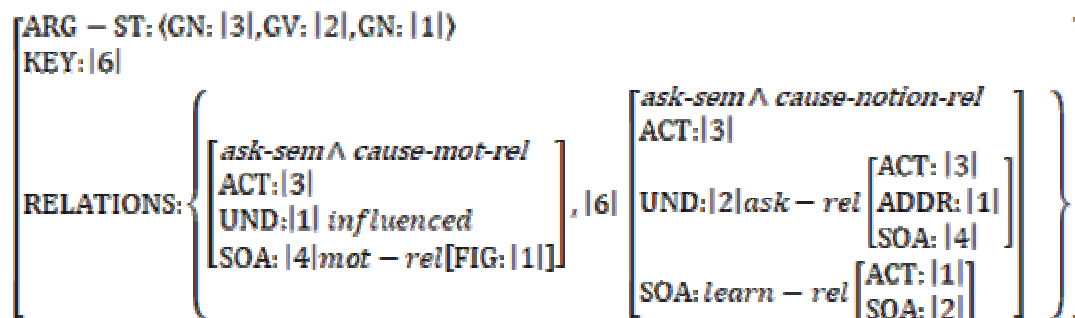 ARG – ST: ⟨GN: |3|,GV: |2|,GN: |1|⟩
KEY: |6|
RELATIONS:
ask-sem ∧ cause-mot-rel
ACT:|3|
UND:|1| influenced
SOA: |4|mot – rel[FIG: |1|]
, |6|
ask-sem ∧ cause-notion-rel
ACT:|3|
UND:|2|ask – rel
ACT: |3|
ADDR: |1|
SOA: |4|
SOA: learn – rel
ACT: |1|
SOA: |2|